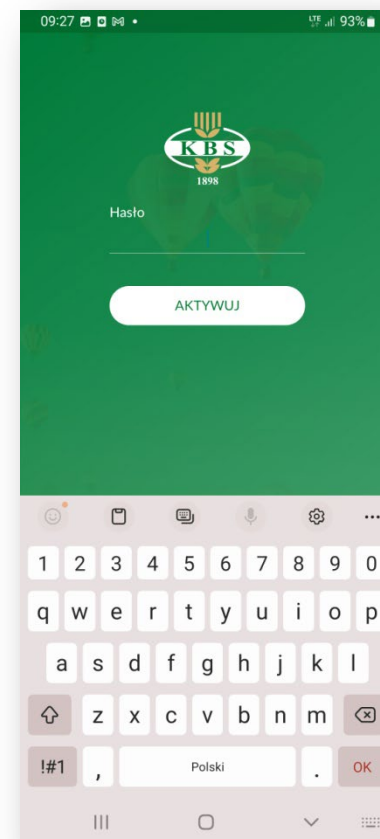 09:27 LTE 93%
KBS
1898
Hasło
AKTYWUJ
1 2 3 4 5 6 7 8 9 0
q w e r t y u i o p
a s d f g h j k l
z x c v b n m
!#1 , Polski . OK